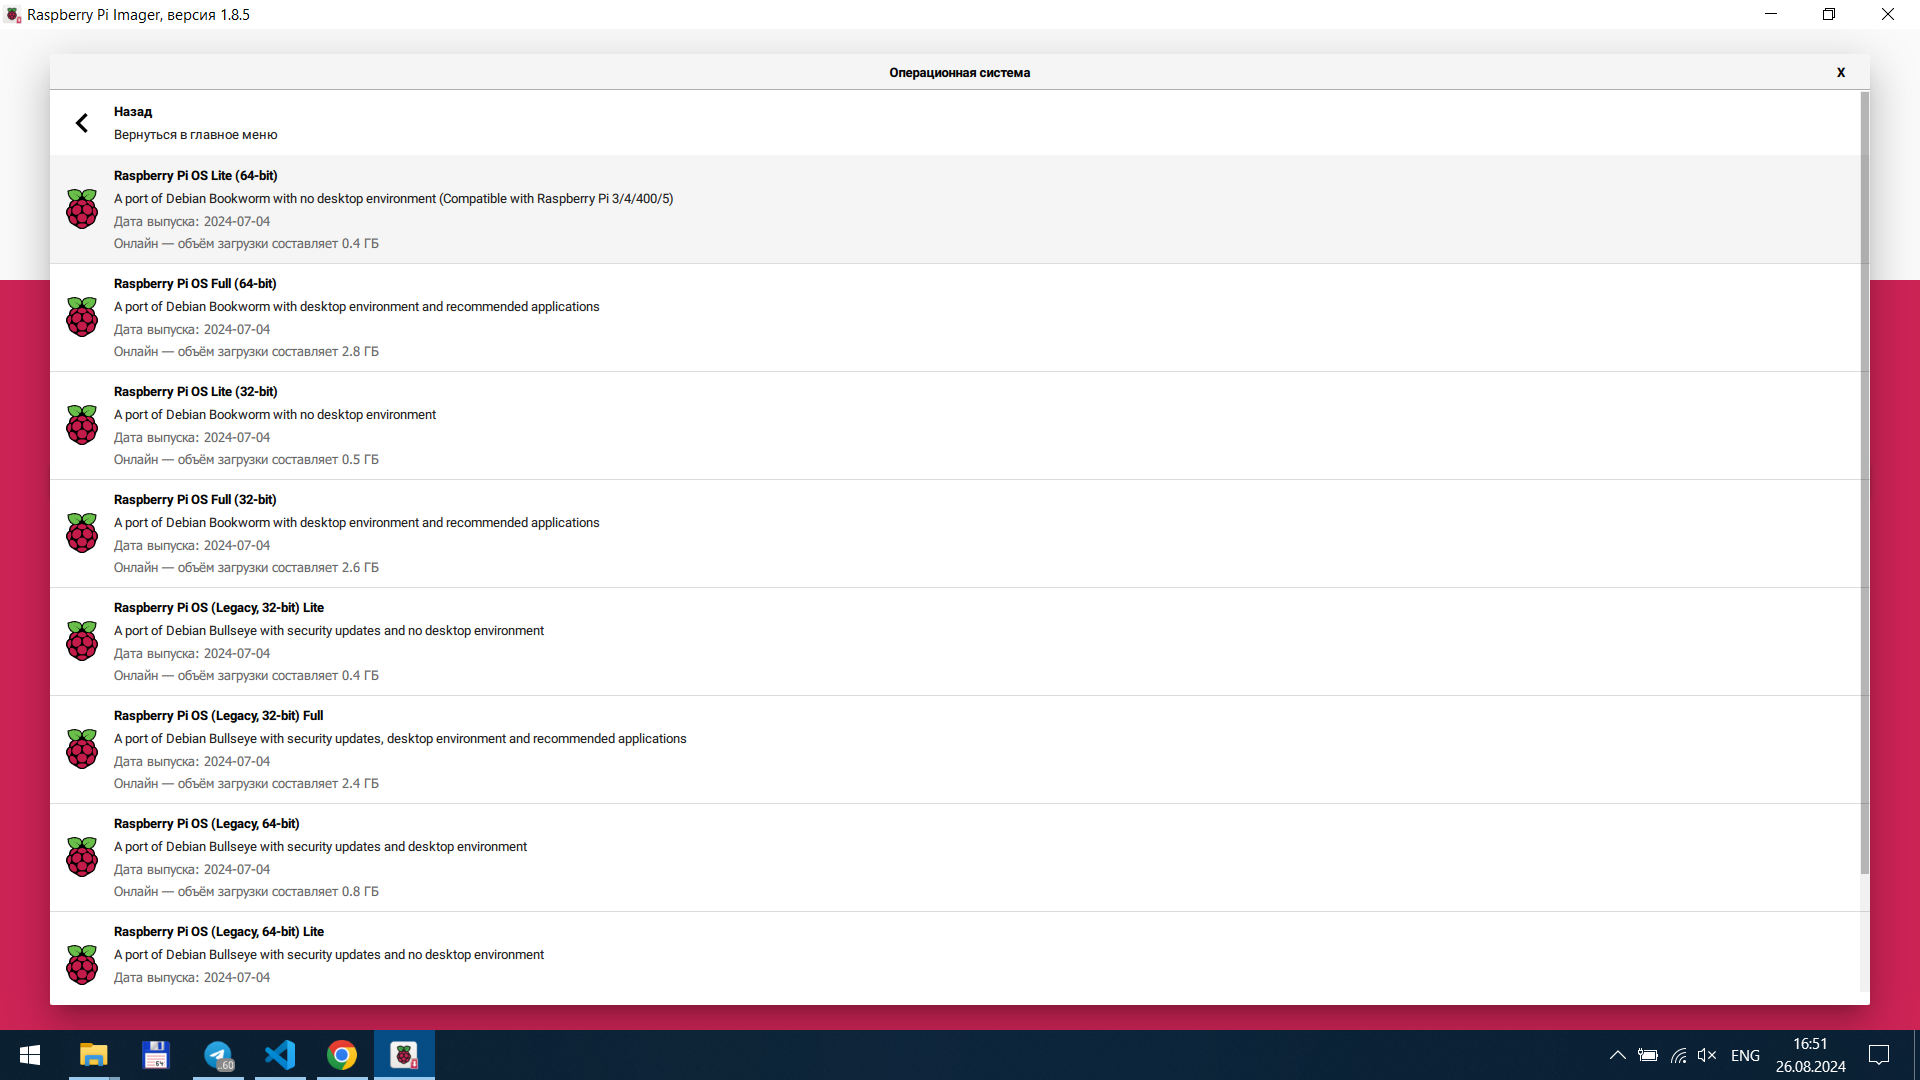 Raspberry Pi Imager, версия 1.8.5
Операционная система
X
Назад
Вернуться в главное меню
Raspberry Pi OS Lite (64-bit)
A port of Debian Bookworm with no desktop environment (Compatible with Raspberry Pi 3/4/400/5)
Дата выпуска: 2024-07-04
Онлайн — объём загрузки составляет 0.4 ГБ
Raspberry Pi OS Full (64-bit)
A port of Debian Bookworm with desktop environment and recommended applications
Дата выпуска: 2024-07-04
Онлайн — объём загрузки составляет 2.8 ГБ
Raspberry Pi OS Lite (32-bit)
A port of Debian Bookworm with no desktop environment
Дата выпуска: 2024-07-04
Онлайн — объём загрузки составляет 0.5 ГБ
Raspberry Pi OS Full (32-bit)
A port of Debian Bookworm with desktop environment and recommended applications
Дата выпуска: 2024-07-04
Онлайн — объём загрузки составляет 2.6 ГБ
Raspberry Pi OS (Legacy, 32-bit) Lite
A port of Debian Bullseye with security updates and no desktop environment
Дата выпуска: 2024-07-04
Онлайн — объём загрузки составляет 0.4 ГБ
Raspberry Pi OS (Legacy, 32-bit) Full
A port of Debian Bullseye with security updates, desktop environment and recommended applications
Дата выпуска: 2024-07-04
Онлайн — объём загрузки составляет 2.4 ГБ
Raspberry Pi OS (Legacy, 64-bit)
A port of Debian Bullseye with security updates and desktop environment
Дата выпуска: 2024-07-04
Онлайн — объём загрузки составляет 0.8 ГБ
Raspberry Pi OS (Legacy, 64-bit) Lite
A port of Debian Bullseye with security updates and no desktop environment
Дата выпуска: 2024-07-04
64
..60
ENG
16:51
26.08.2024